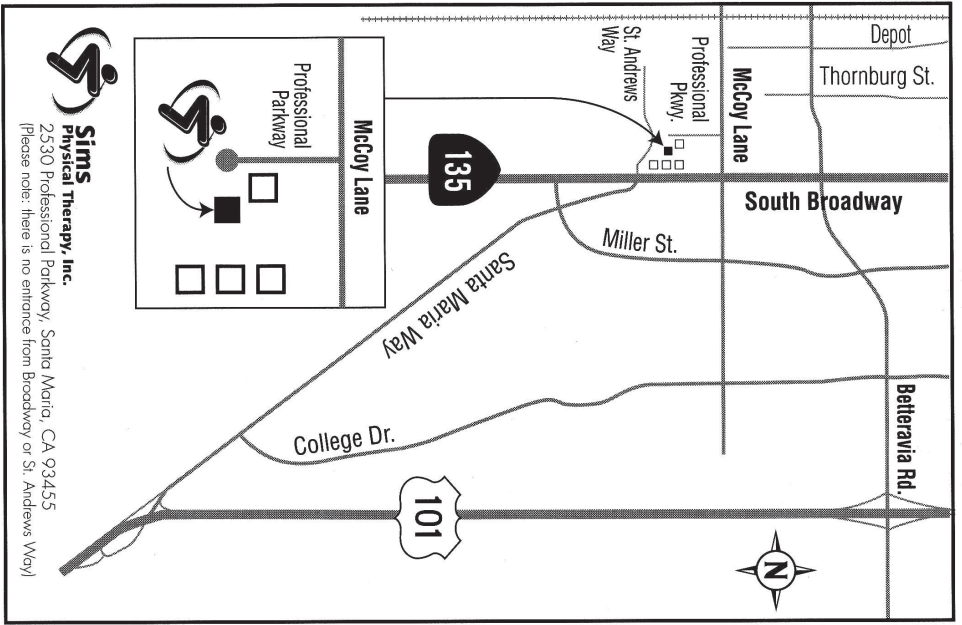 Depot
Thornburg St.
Betteravia Rd.
McCoy Lane
Professional
Pkwy.
St. Andrews
Way
South Broadway
135
Miller St.
Santa Maria Way
College Dr.
101
N
McCoy Lane
Professional
Parkway
Sims
Physical Therapy, Inc.
2530 Professional Parkway, Santa Maria, CA 93455
(Please note: there is no entrance from Broadway or St. Andrews Way)